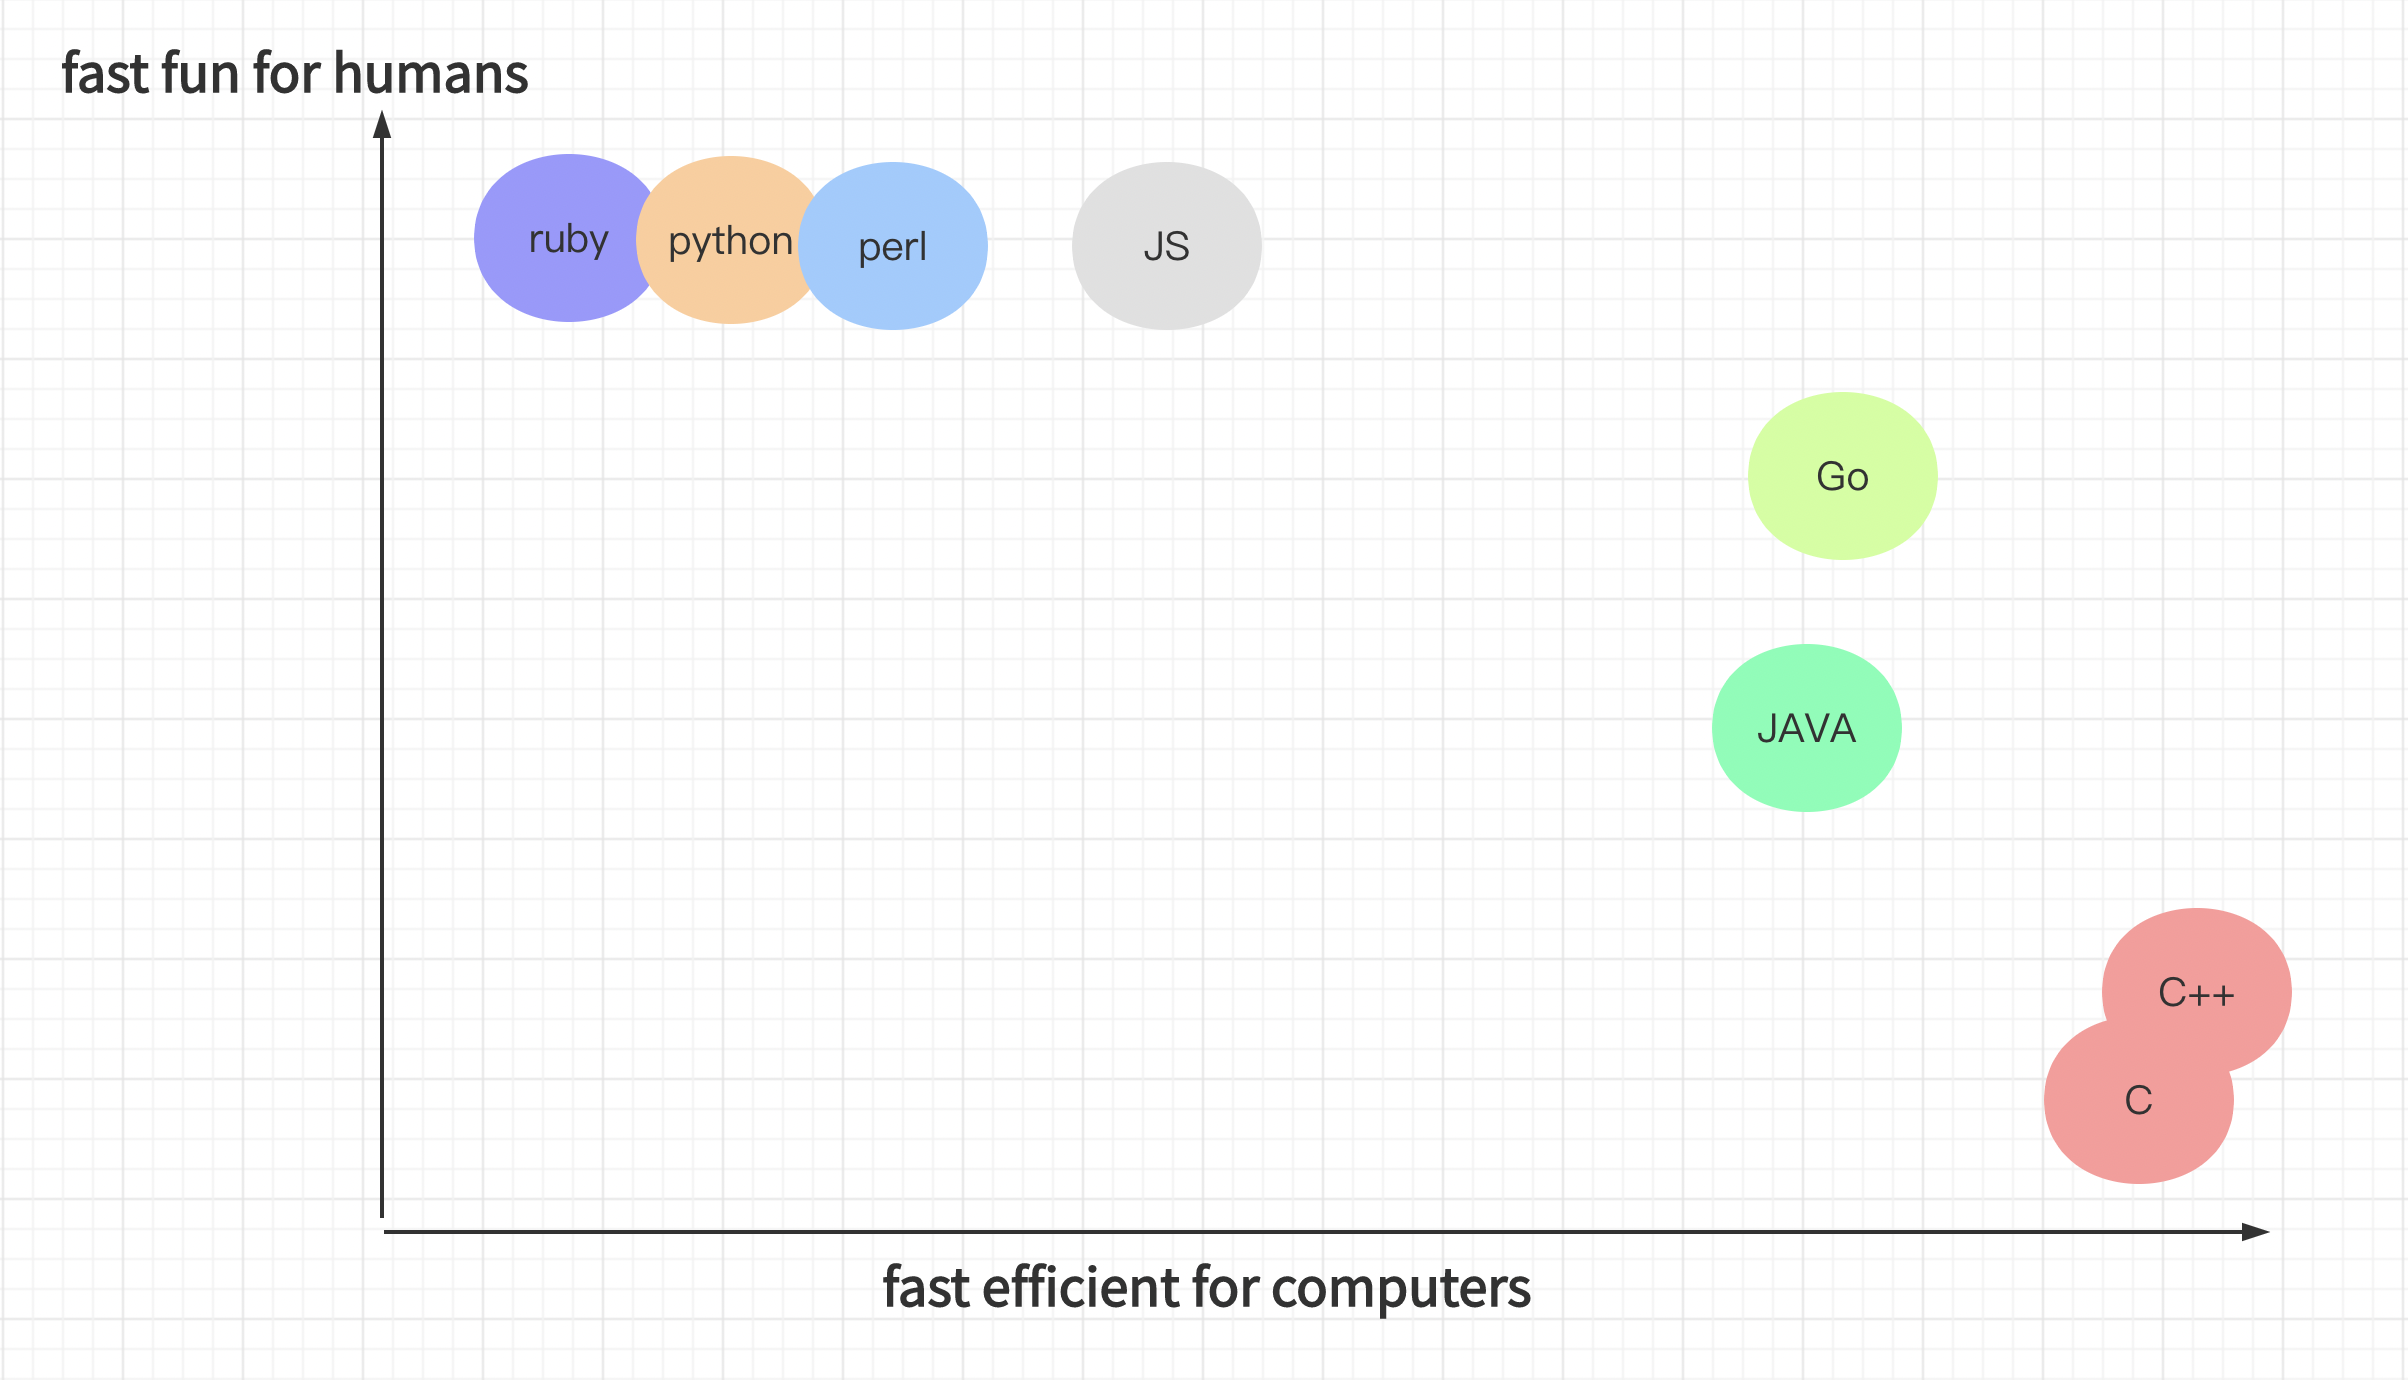 fast fun for humans
ruby
python
perl
JS
Go
JAVA
C++
C
fast efficient for computers